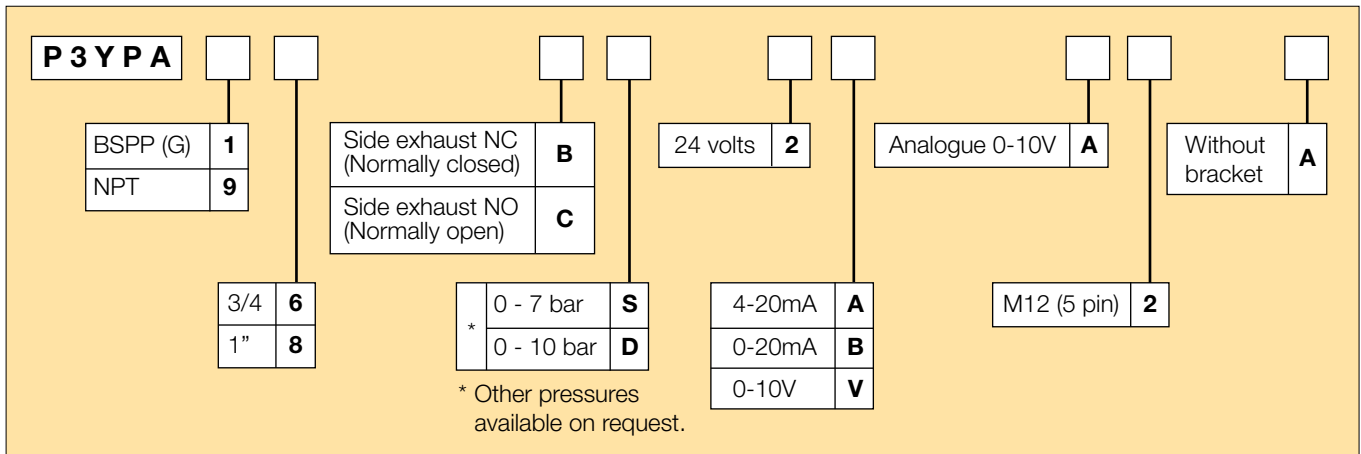 P3YPA
BSPP (G) 1
NPT 9
3/4 6
1” 8
Side exhaust NC
(Normally closed) B
Side exhaust NO
(Normally open) C
* 0 - 7 bar S
0 - 10 bar D
* Other pressures
available on request.
24 volts 2
4-20mA A
0-20mA B
0-10V V
Analogue 0-10V A
M12 (5 pin) 2
Without
bracket A